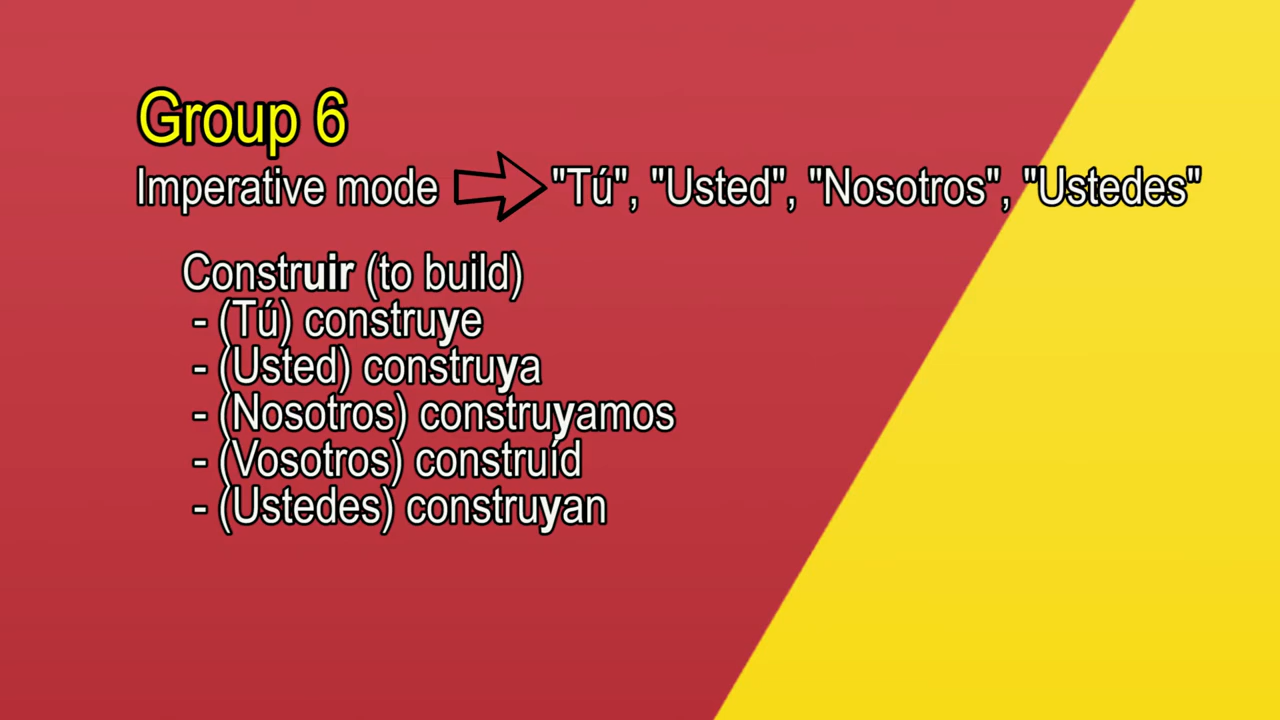 Group 6
Imperative mode "Tú", "Usted", "Nosotros", "Ustedes"
Construir (to build)
- (Tú) construye
- (Usted) construya
- (Nosotros) construyamos
- (Vosotros) construíd
- (Ustedes) construyan